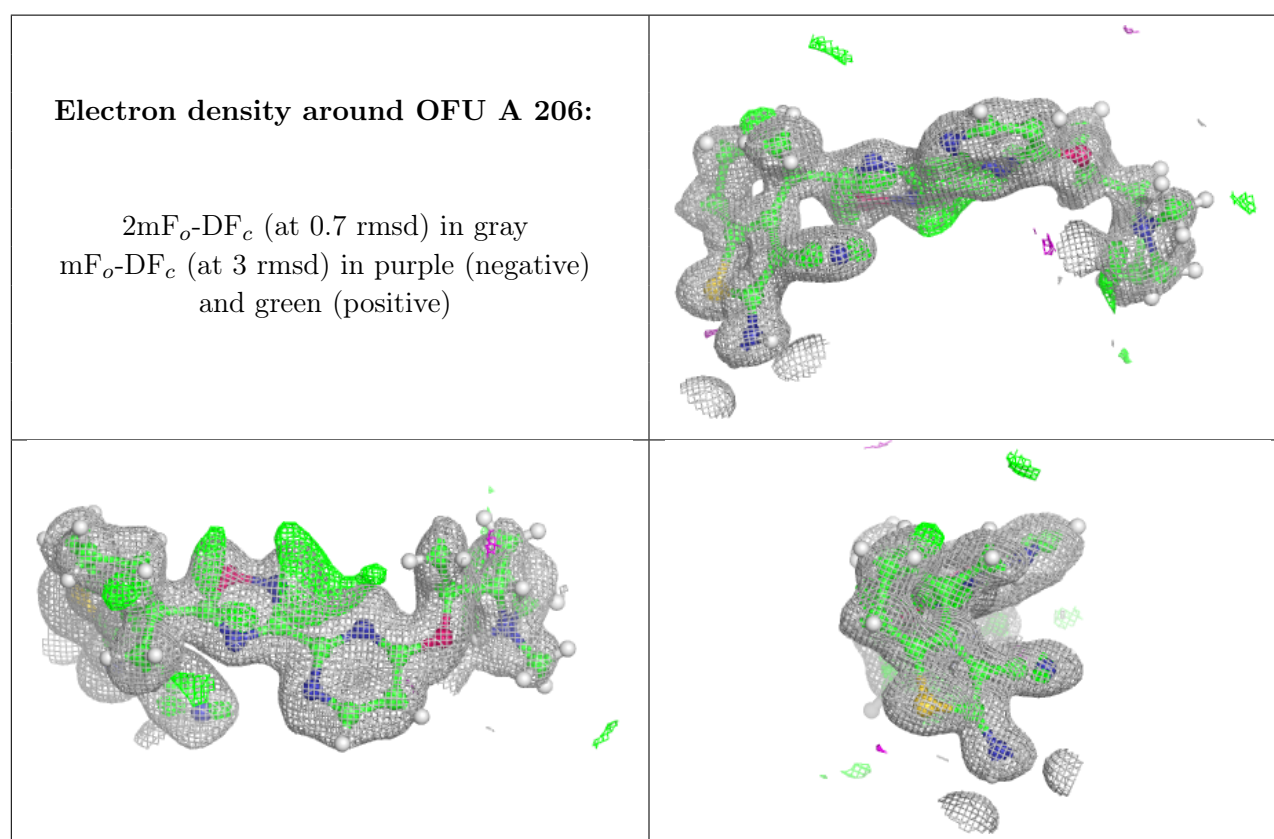 Electron density around OFU A 206:
2mFo-DFc (at 0.7 rmsd) in gray
mFo-DFc (at 3 rmsd) in purple (negative)
and green (positive)